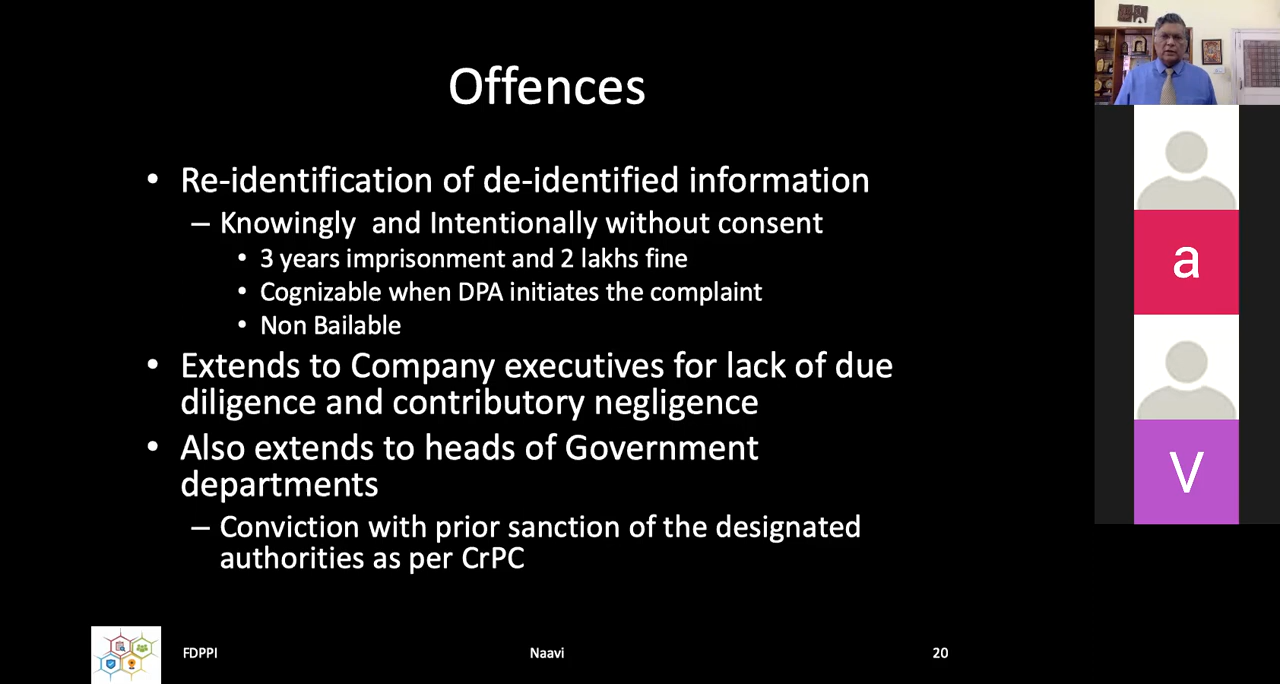 Offences
• Re-identification of de-identified information
– Knowingly and Intentionally without consent
• 3 years imprisonment and 2 lakhs fine
• Cognizable when DPA initiates the complaint
• Non Bailable
• Extends to Company executives for lack of due
diligence and contributory negligence
• Also extends to heads of Government
departments
– Conviction with prior sanction of the designated
authorities as per CrPC
FDPPI
Naavi
20
a
V